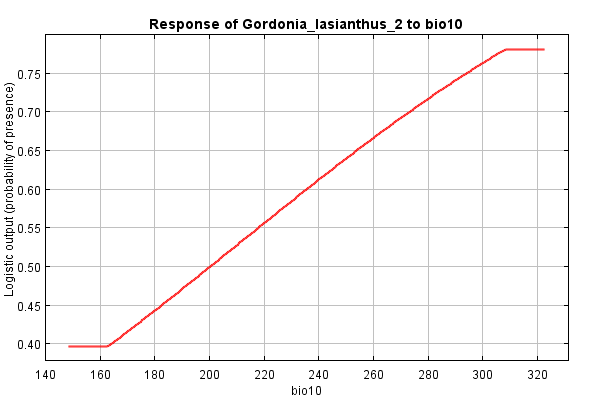 Response of Gordonia_lasianthus_2 to bio10
Logistic output (probability of presence)
0.75
0.70
0.65
0.60
0.55
0.50
0.45
0.40
140 160 180 200 220 240 260 280 300 320
bio10